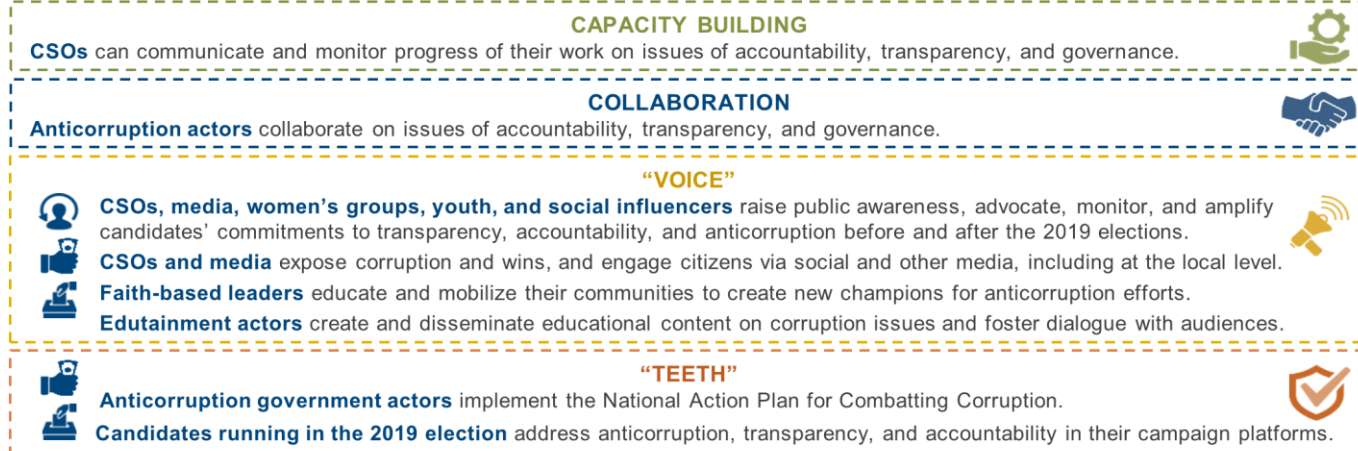 CAPACITY BUILDING
CSOs can communicate and monitor progress of their work on issues of accountability, transparency, and governance.
COLLABORATION
Anticorruption actors collaborate on issues of accountability, transparency, and governance.
“VOICE”
CSOs, media, women’s groups, youth, and social influencers raise public awareness, advocate, monitor, and amplify
candidates’ commitments to transparency, accountability, and anticorruption before and after the 2019 elections.
CSOs and media expose corruption and wins, and engage citizens via social and other media, including at the local level.
Faith-based leaders educate and mobilize their communities to create new champions for anticorruption efforts.
Edutainment actors create and disseminate educational content on corruption issues and foster dialogue with audiences.
“TEETH”
Anticorruption government actors implement the National Action Plan for Combatting Corruption.
Candidates running in the 2019 election address anticorruption, transparency, and accountability in their campaign platforms.